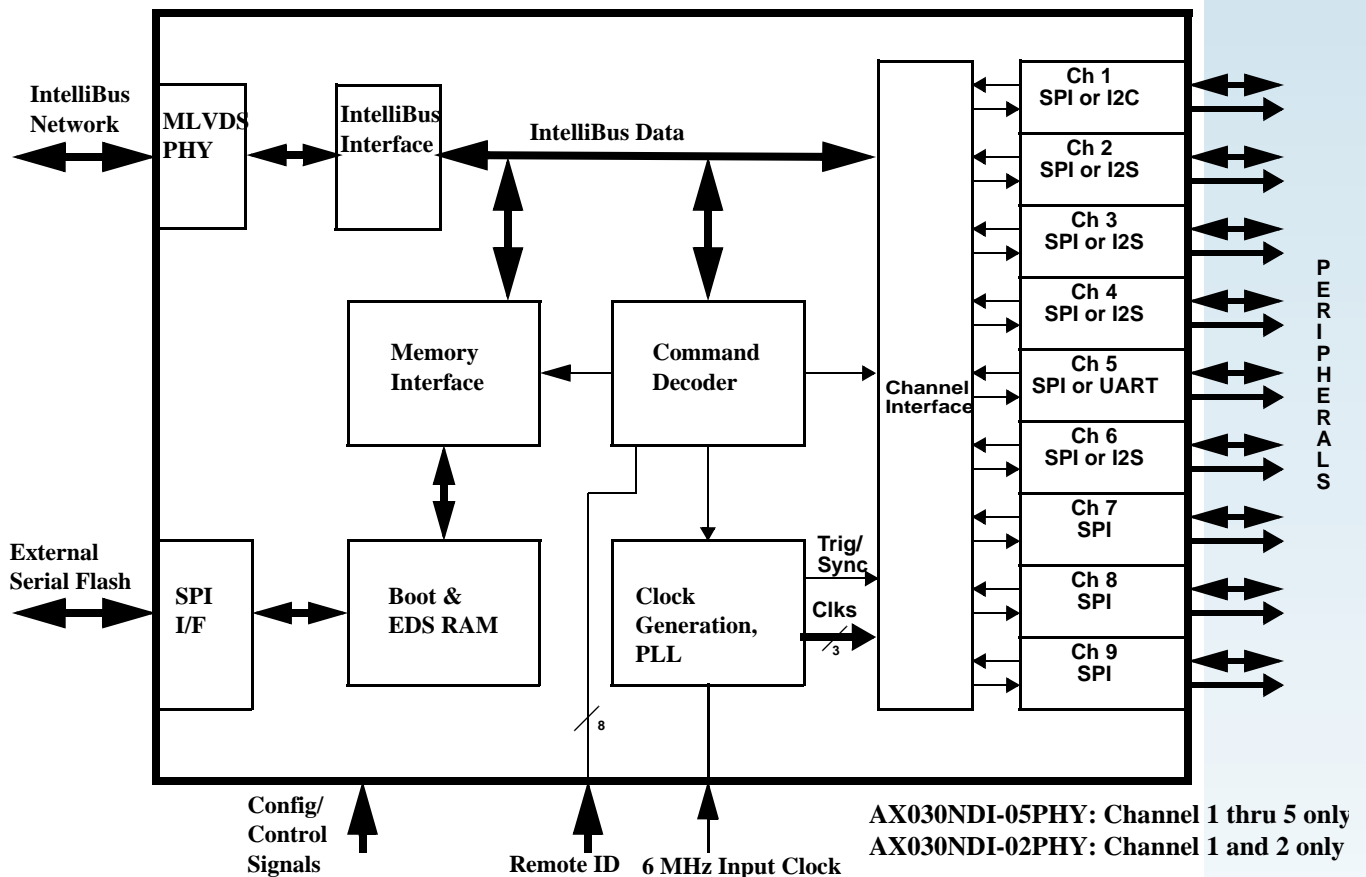 IntelliBus
Network
MLVDS
PHY
IntelliBus
Interface
IntelliBus Data
Memory
Interface
Command
Decoder
External
Serial Flash
SPI
I/F
Boot &
EDS RAM
Clock
Generation,
PLL
Trig/
Sync
Clks
3
8
Channel
Interface
Ch 1
SPI or I2C
Ch 2
SPI or I2S
Ch 3
SPI or I2S
Ch 4
SPI or I2S
Ch 5
SPI or UART
Ch 6
SPI or I2S
Ch 7
SPI
Ch 8
SPI
Ch 9
SPI
PERIPHERALS
Config/
Control
Signals
Remote ID
6 MHz Input Clock
AX030NDI-05PHY: Channel 1 thru 5 only
AX030NDI-02PHY: Channel 1 and 2 only